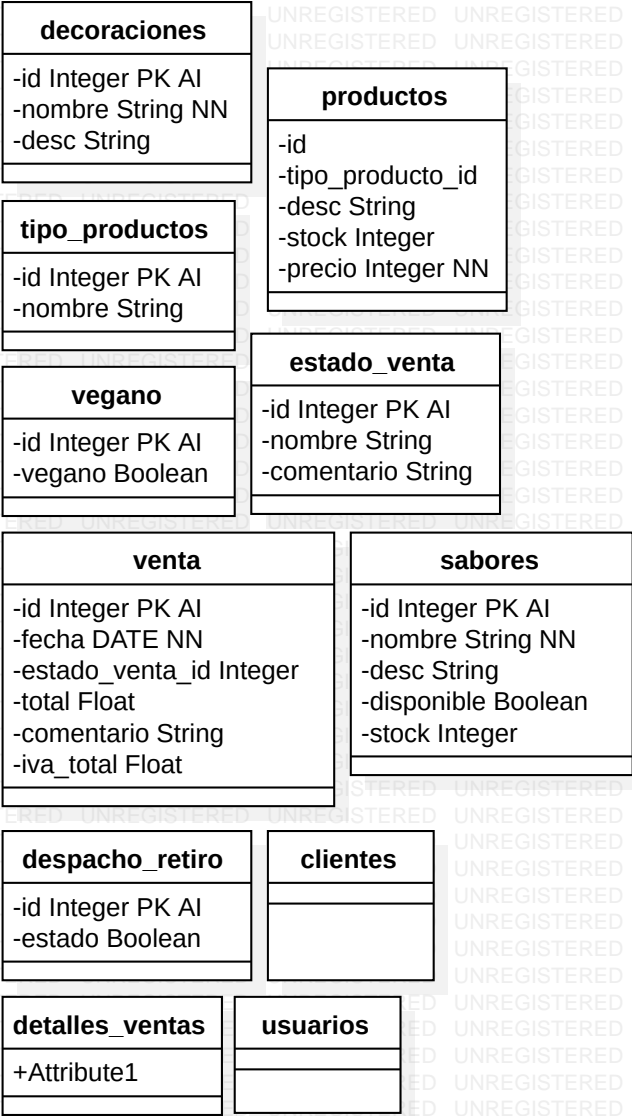 decoraciones
-id Integer PK AI
-nombre String NN
-desc String
productos
-id
-tipo_producto_id
-desc String
-stock Integer
-precio Integer NN
tipo_productos
-id Integer PK AI
-nombre String
estado_venta
-id Integer PK AI
-nombre String
-comentario String
vegano
-id Integer PK AI
-vegano Boolean
venta
-id Integer PK AI
-fecha DATE NN
-estado_venta_id Integer
-total Float
-comentario String
-iva_total Float
sabores
-id Integer PK AI
-nombre String NN
-desc String
-disponible Boolean
-stock Integer
despacho_retiro
-id Integer PK AI
-estado Boolean
clientes
detalles_ventas
+Attribute1
usuarios
UNREGISTERED UNREGISTERED